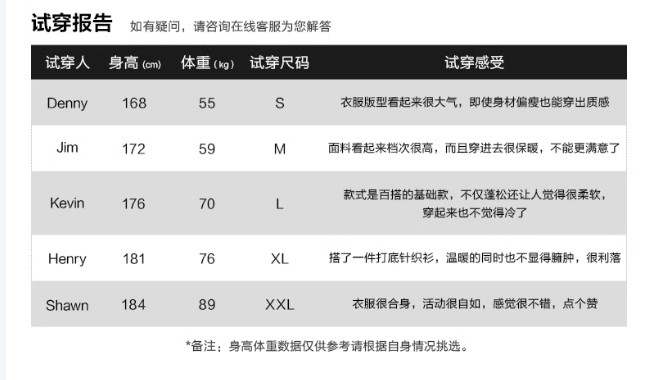 试穿报告 如有疑问，请咨询在线客服为您解答
试穿人 身高(cm) 体重(kg) 试穿尺码 试穿感受
Denny 168 55 S 衣服版型看起来很大气，即使身材偏瘦也能穿出质感
Jim 172 59 M 面料看起来档次很高，而且穿进去很保暖，不能更满意了
Kevin 176 70 L 款式是百搭的基础款，不仅蓬松还让人觉得很柔软，
穿起来也不觉得冷了
Henry 181 76 XL 搭了一件打底针织衫，温暖的同时也不显得臃肿，很利落
Shawn 184 89 XXL 衣服很合身，活动很自如，感觉很不错，点个赞
*备注：身高体重数据仅供参考请根据自身情况挑选。